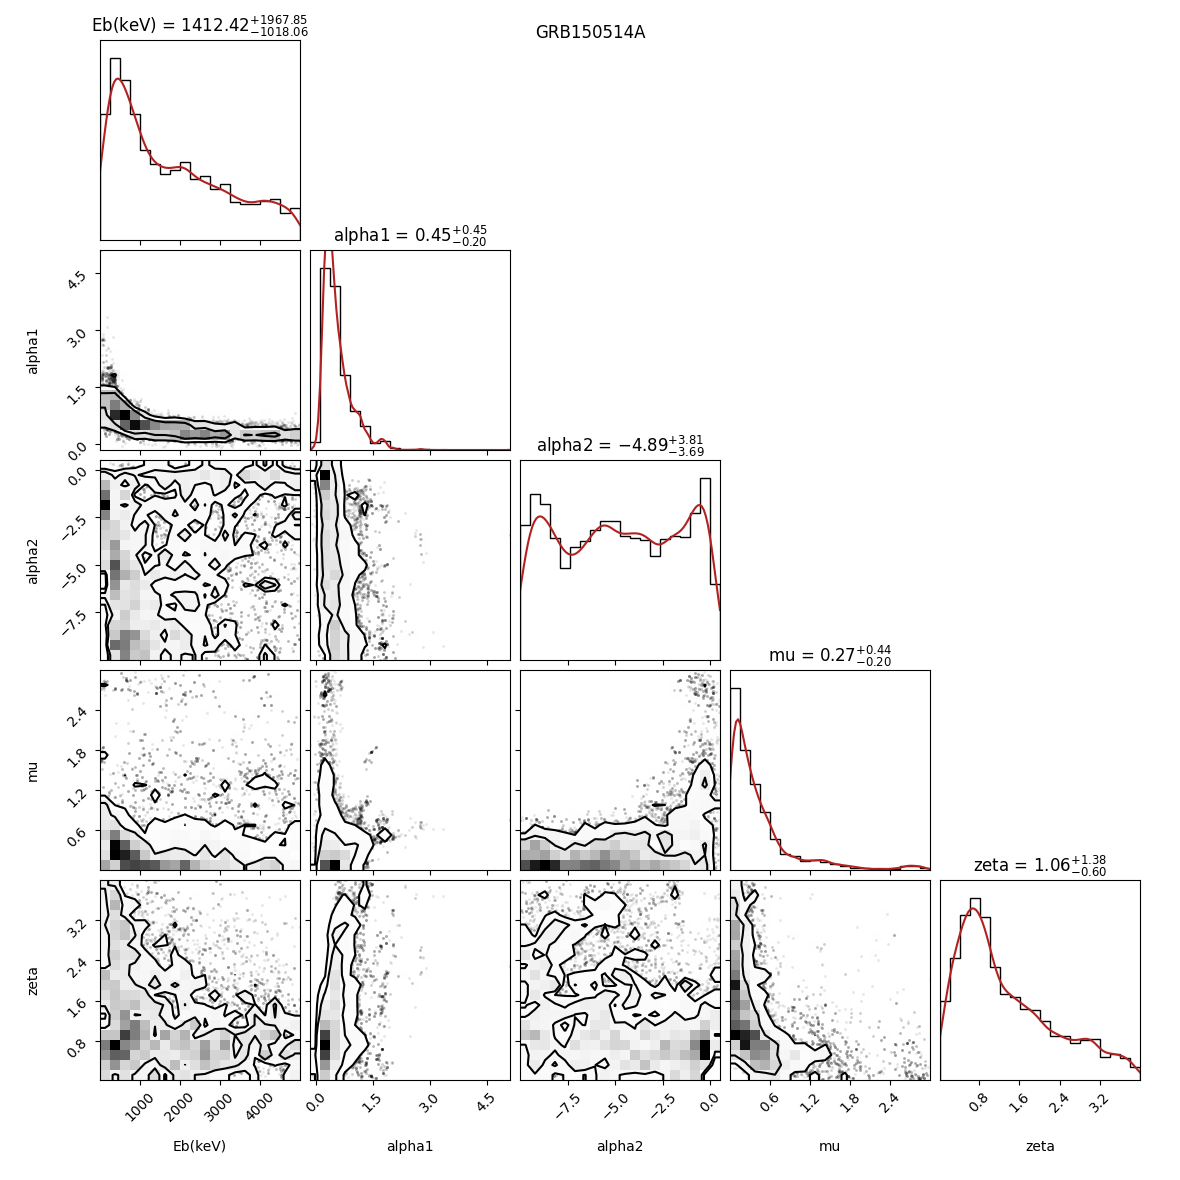 GRB150514A
Eb(keV) = 1412.42+1967.85−1018.06
alpha1 = 0.45+0.45−0.20
4.5
3.0
1.5
0.0
alpha1
alpha2 = −4.89+3.81−3.69
0.0
−2.5
−5.0
−7.5
alpha2
mu = 0.27+0.44−0.20
2.4
1.8
1.2
0.6
mu
zeta = 1.06+1.38−0.60
3.2
2.4
1.6
0.8
zeta
1000 2000 3000 4000
0.0 1.5 3.0 4.5
−7.5 −5.0 −2.5 0.0
0.6 1.2 1.8 2.4
0.8 1.6 2.4 3.2
Eb(keV)
alpha1
alpha2
mu
zeta